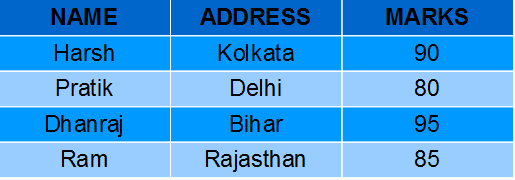 NAME ADDRESS MARKS
Harsh Kolkata 90
Pratik Delhi 80
Dhanraj Bihar 95
Ram Rajasthan 85